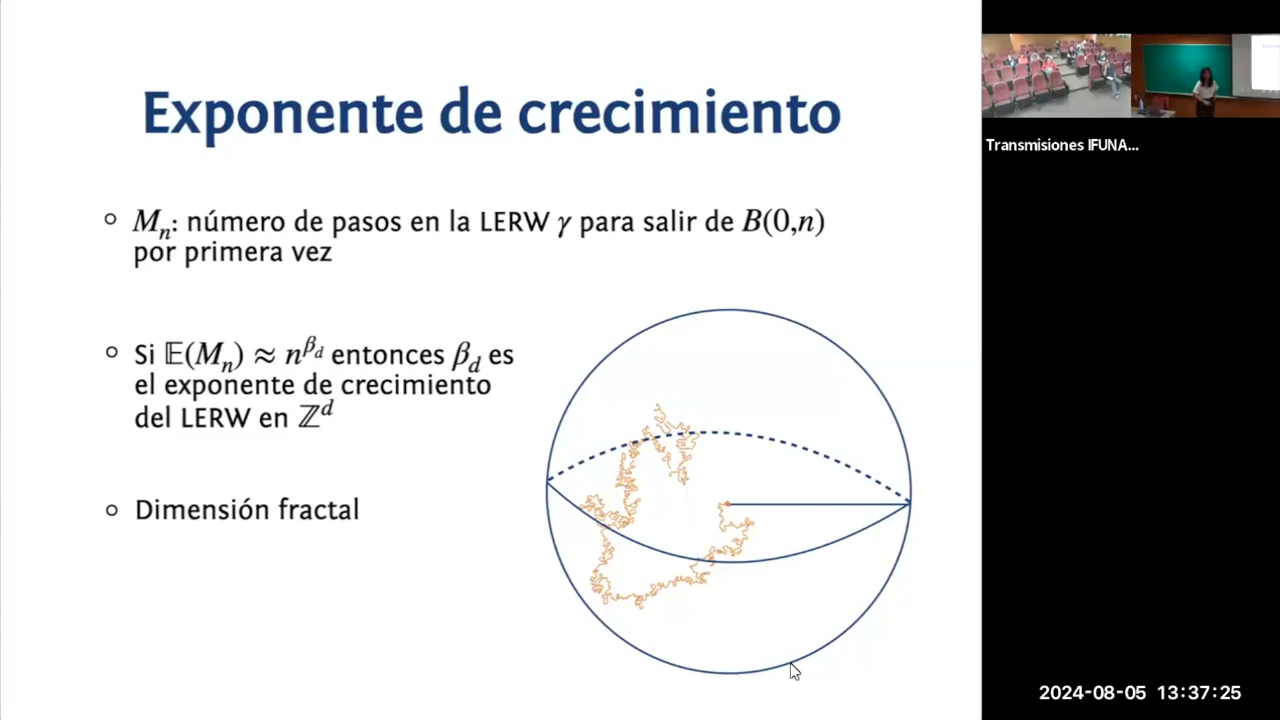 Exponente de crecimiento
Mₙ: número de pasos en la LERW γ para salir de B(0,n)
por primera vez
Si 𝔼(Mₙ) ≈ n^{β_d} entonces β_d es
el exponente de crecimiento
del LERW en ℤ^d
Dimensión fractal
Transmisiones IFUNA...
2024-08-05 13:37:25